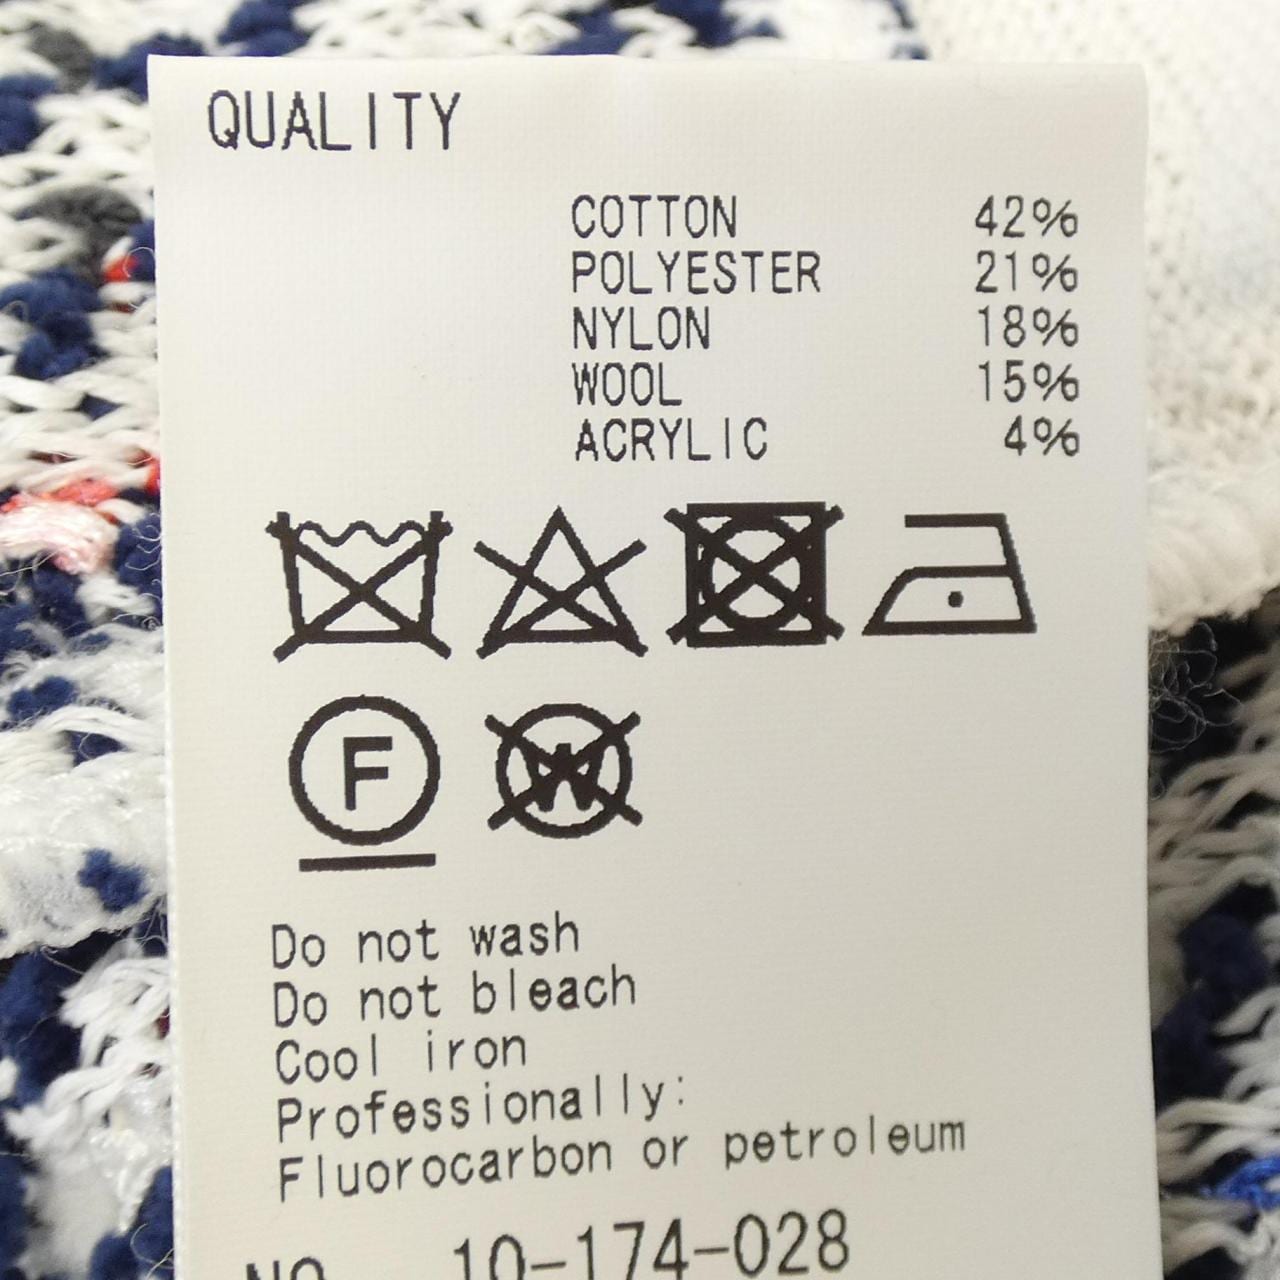 QUALITY
COTTON 42%
POLYESTER 21%
NYLON 18%
WOOL 15%
ACRYLIC 4%
F W
Do not wash
Do not bleach
Cool iron
Professionally:
Fluorocarbon or petroleum
NO 10-174-028